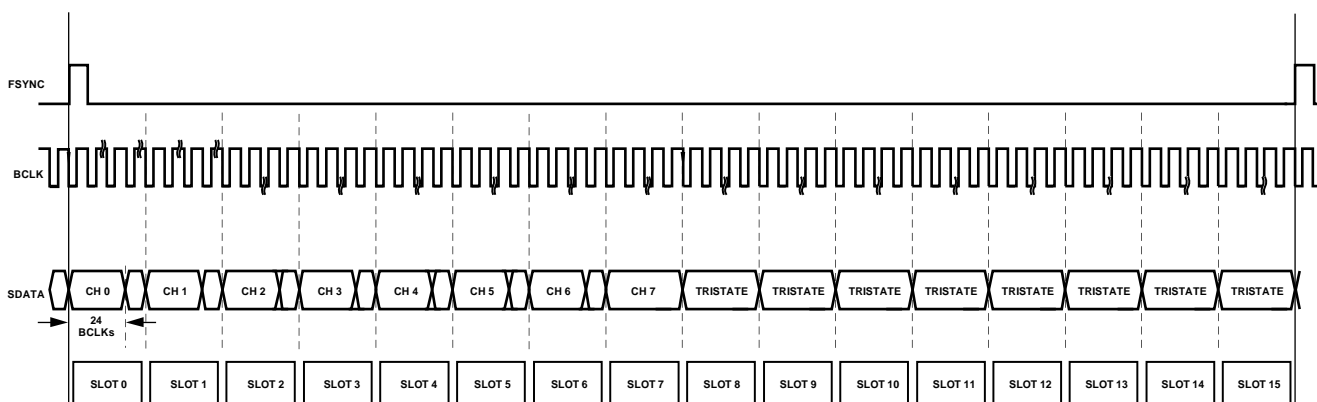 FSYNC
BCLK
SDATA
CH 0
CH 1
CH 2
CH 3
CH 4
CH 5
CH 6
CH 7
TRISTATE
TRISTATE
TRISTATE
TRISTATE
TRISTATE
TRISTATE
TRISTATE
TRISTATE
24
BCLKs
SLOT 0
SLOT 1
SLOT 2
SLOT 3
SLOT 4
SLOT 5
SLOT 6
SLOT 7
SLOT 8
SLOT 9
SLOT 10
SLOT 11
SLOT 12
SLOT 13
SLOT 14
SLOT 15